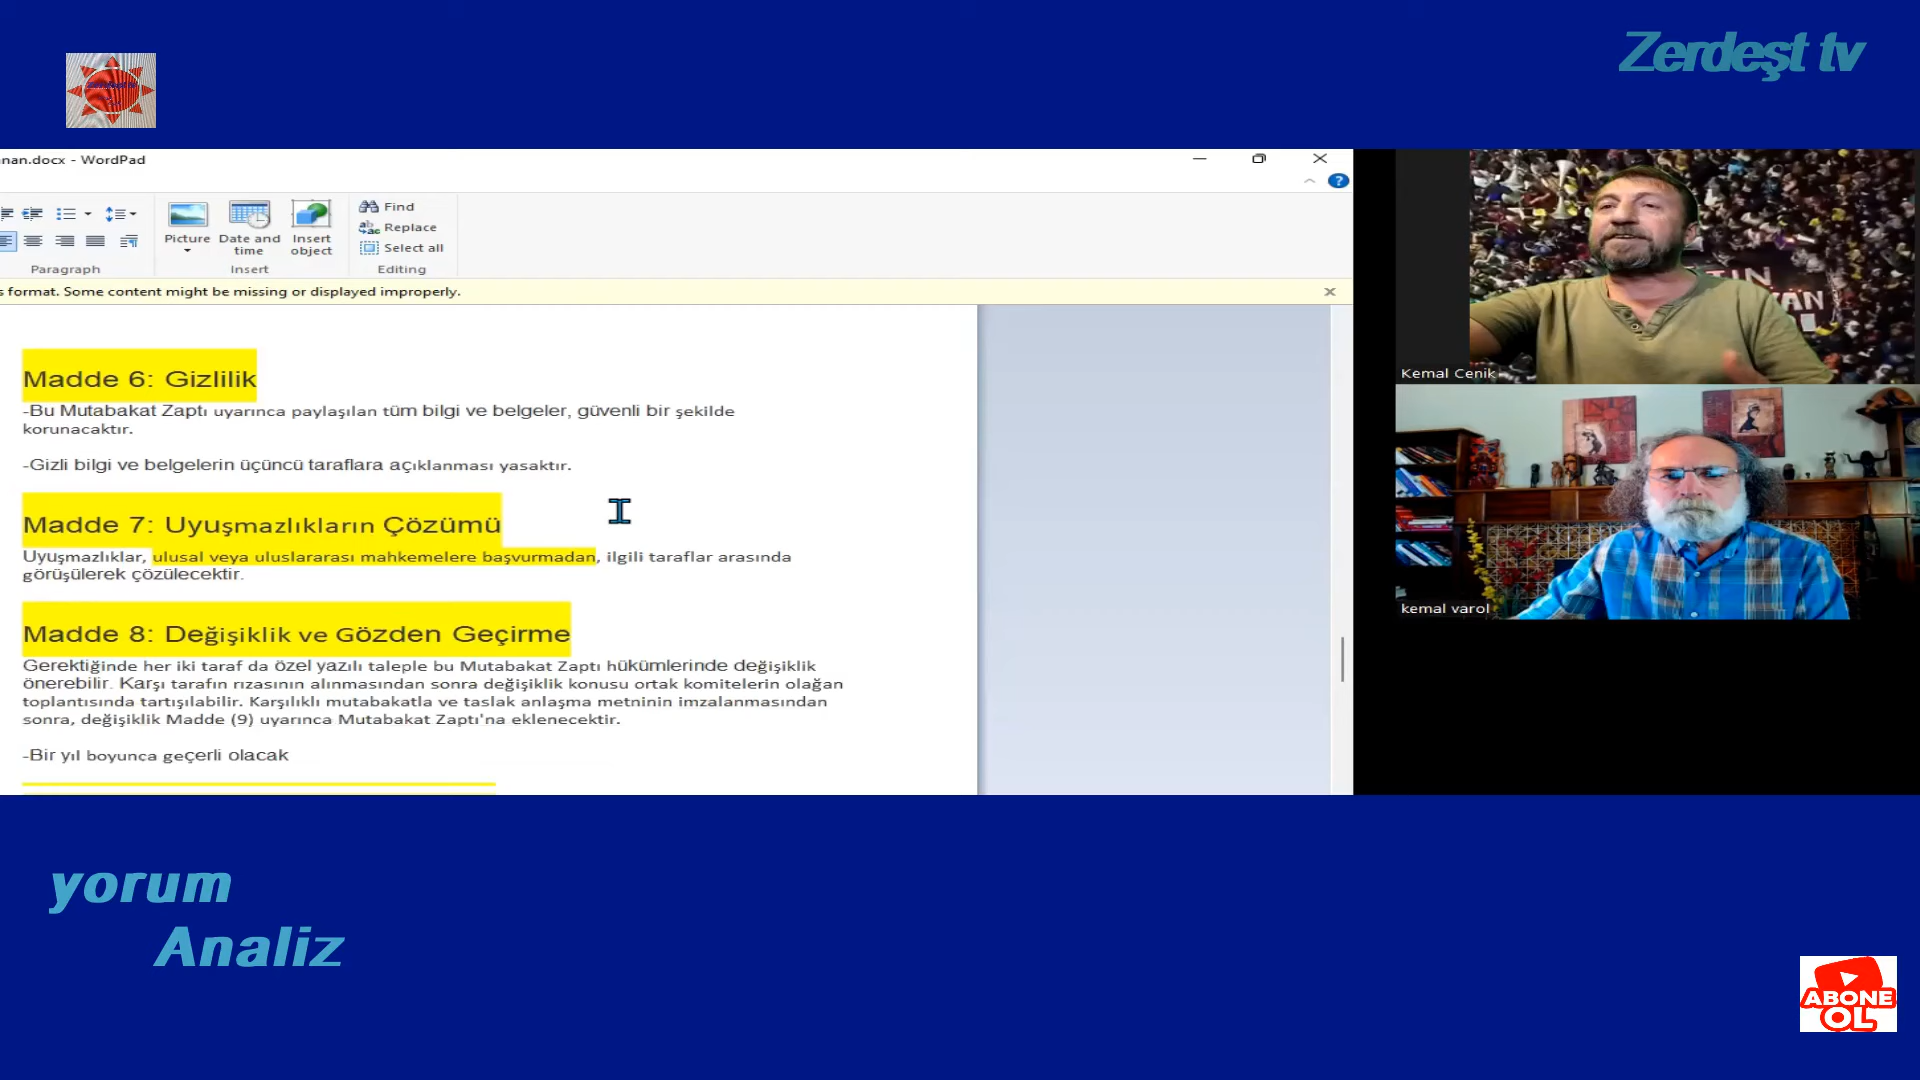 Zerdeşt tv
nan.docx - WordPad
Find
Replace
Select all
Picture
Date and time
Insert object
Paragraph
Insert
Editing
s format. Some content might be missing or displayed improperly.
Madde 6: Gizlilik
-Bu Mutabakat Zaptı uyarınca paylaşılan tüm bilgi ve belgeler, güvenli bir şekilde
korunacaktır.
-Gizli bilgi ve belgelerin üçüncü taraflara açıklanması yasaktır.
Madde 7: Uyuşmazlıkların Çözümü
Uyuşmazlıklar, ulusal veya uluslararası mahkemelere başvurmadan, ilgili taraflar arasında
görüşülerek çözülecektir.
Madde 8: Değişiklik ve Gözden Geçirme
Gerektiğinde her iki taraf da özel yazılı taleple bu Mutabakat Zaptı hükümlerinde değişiklik
önerebilir. Karşı tarafın rızasının alınmasından sonra değişiklik konusu ortak komitelerin olağan
toplantısında tartışılabilir. Karşılıklı mutabakatla ve taslak anlaşma metninin imzalanmasından
sonra, değişiklik Madde (9) uyarınca Mutabakat Zaptı'na eklenecektir.
-Bir yıl boyunca geçerli olacak
Kemal Cenik
kemal varol
yorum
Analiz
ABONE
OL